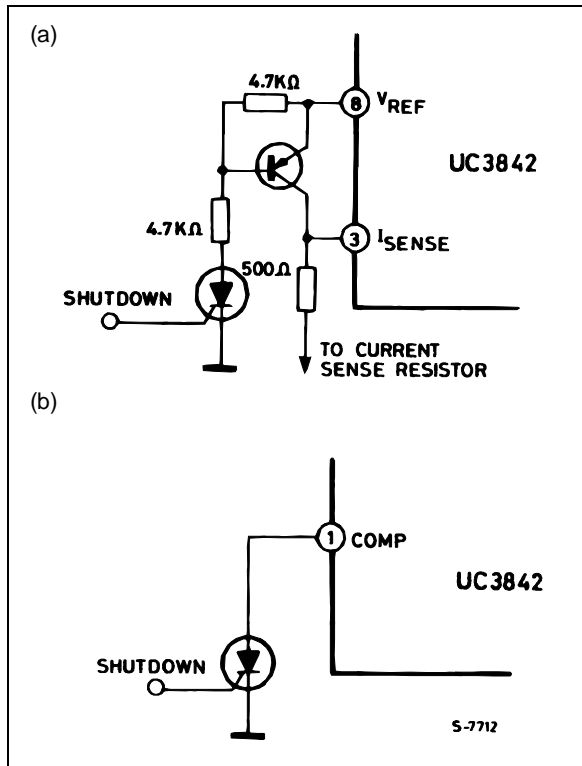 (a)
4.7KΩ
8 VREF
UC3842
4.7KΩ
3 ISENSE
500Ω
SHUTDOWN
TO CURRENT
SENSE RESISTOR
(b)
1 COMP
UC3842
SHUTDOWN
S-7712